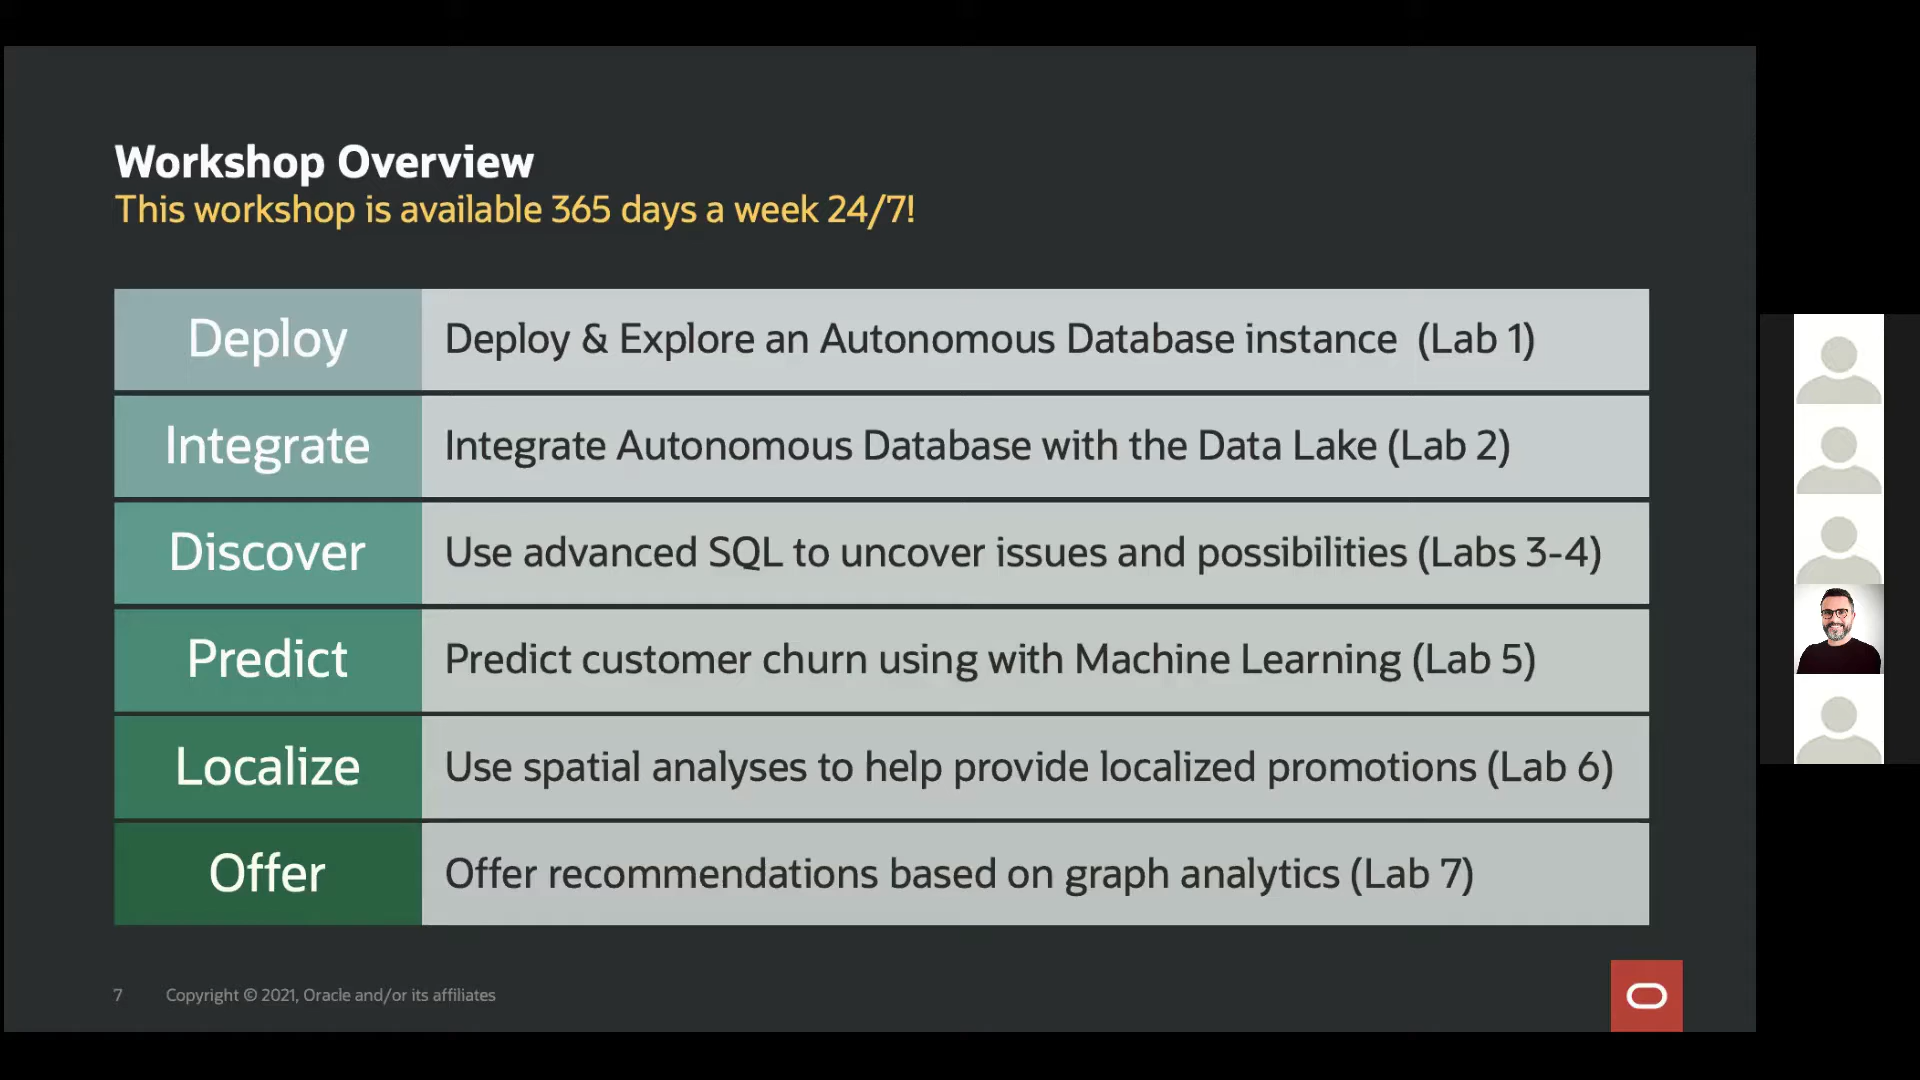 Workshop Overview
This workshop is available 365 days a week 24/7!
Deploy
Deploy & Explore an Autonomous Database instance (Lab 1)
Integrate
Integrate Autonomous Database with the Data Lake (Lab 2)
Discover
Use advanced SQL to uncover issues and possibilities (Labs 3-4)
Predict
Predict customer churn using with Machine Learning (Lab 5)
Localize
Use spatial analyses to help provide localized promotions (Lab 6)
Offer
Offer recommendations based on graph analytics (Lab 7)
7
Copyright © 2021, Oracle and/or its affiliates